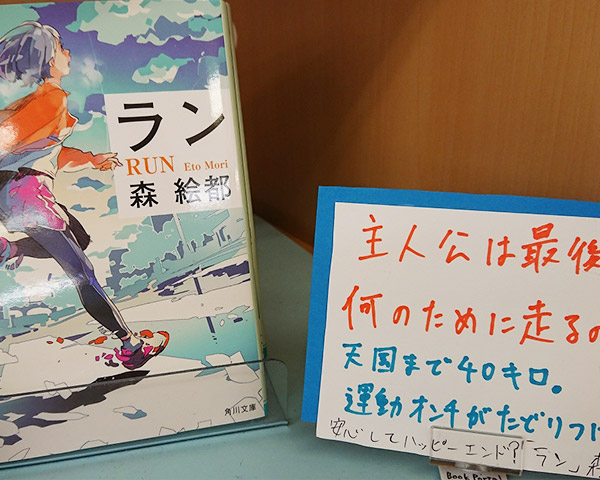 ラン
RUN Eto Mori
森 絵都
角川文庫
主人公は最後
何のために走るの
天国まで40キロ。
運動オンチがたどりつ
安心してハッピーエンド?「ラン」森
Book Portal